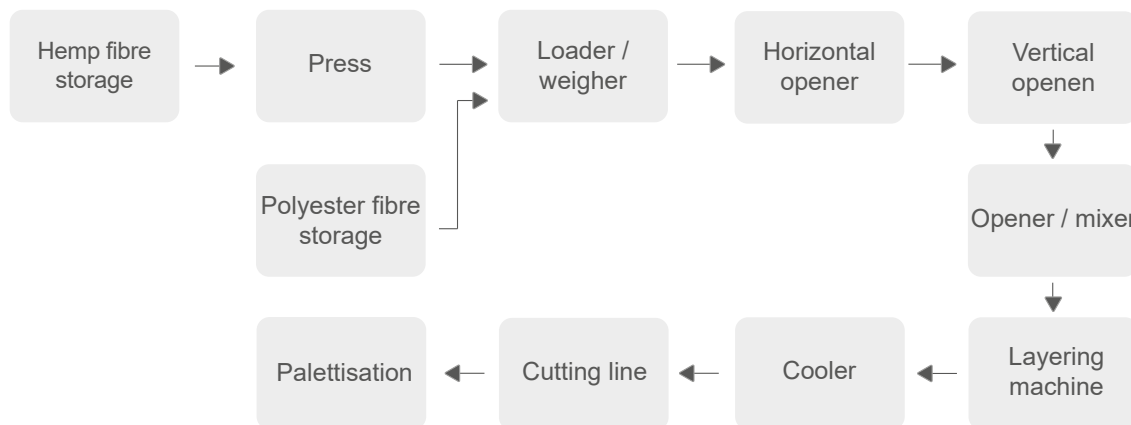 Hemp fibre
storage
Press
Loader /
weigher
Horizontal
opener
Vertical
openen
Polyester fibre
storage
Opener / mixer
Palettisation
Cutting line
Cooler
Layering
machine